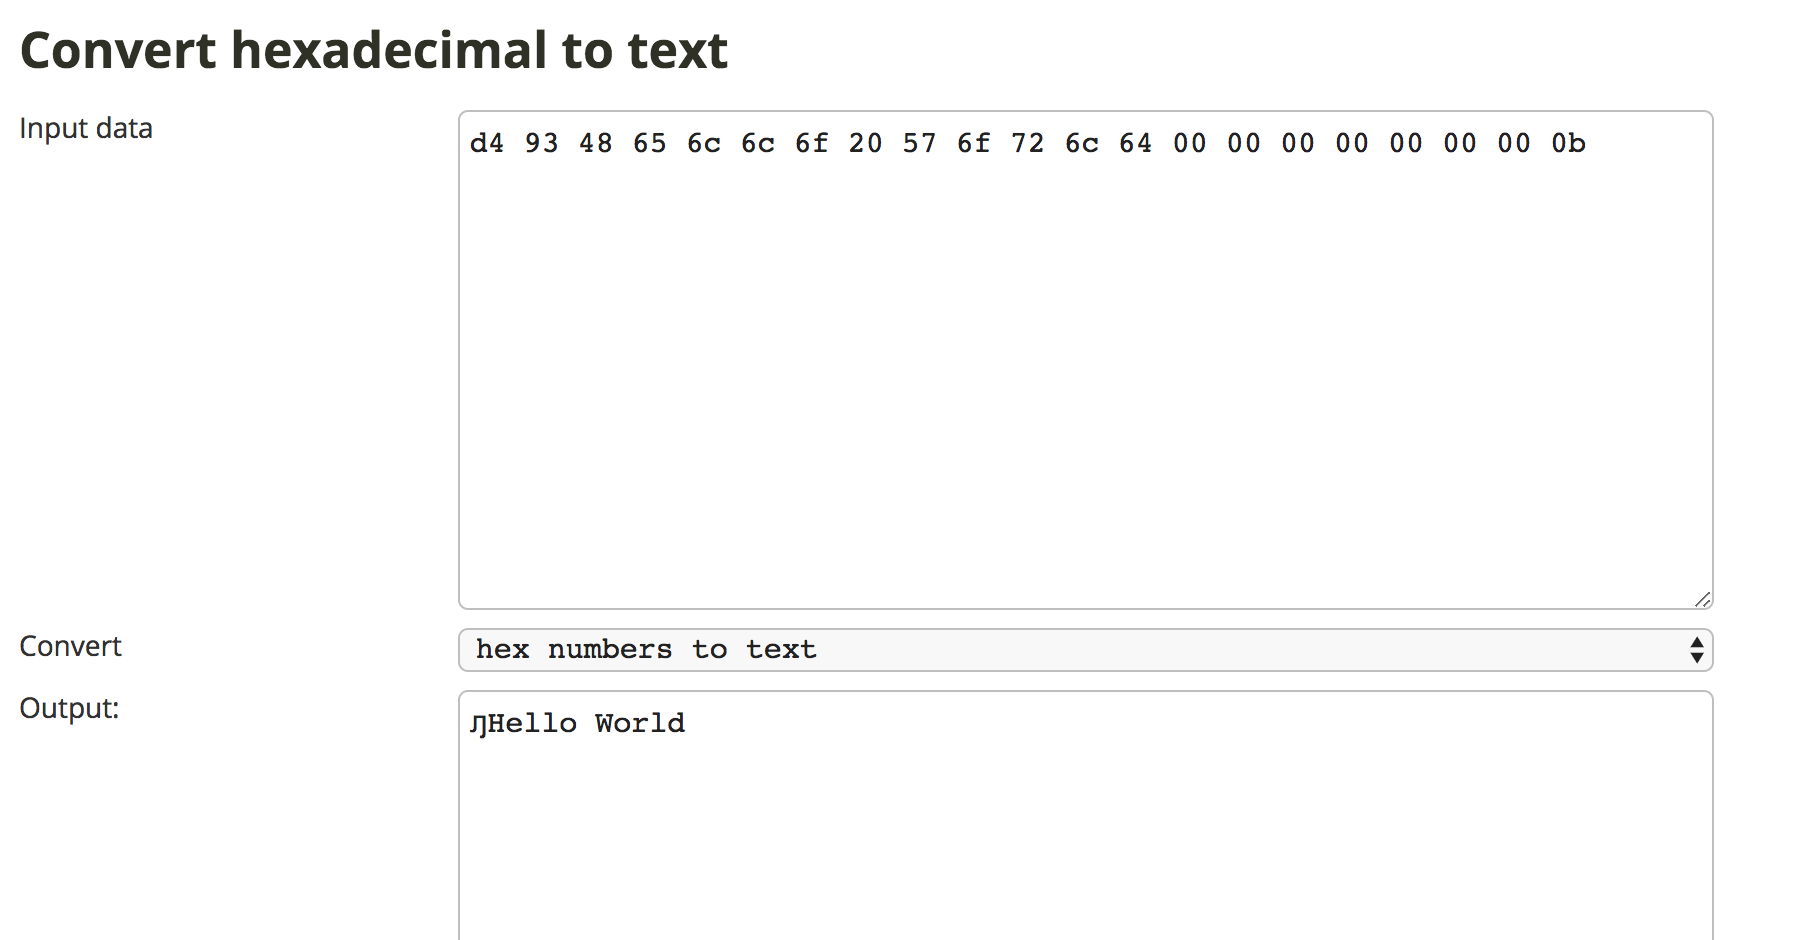 Convert hexadecimal to text
Input data
d4 93 48 65 6c 6c 6f 20 57 6f 72 6c 64 00 00 00 00 00 00 00 0b
Convert
hex numbers to text
Output:
ԓHello World